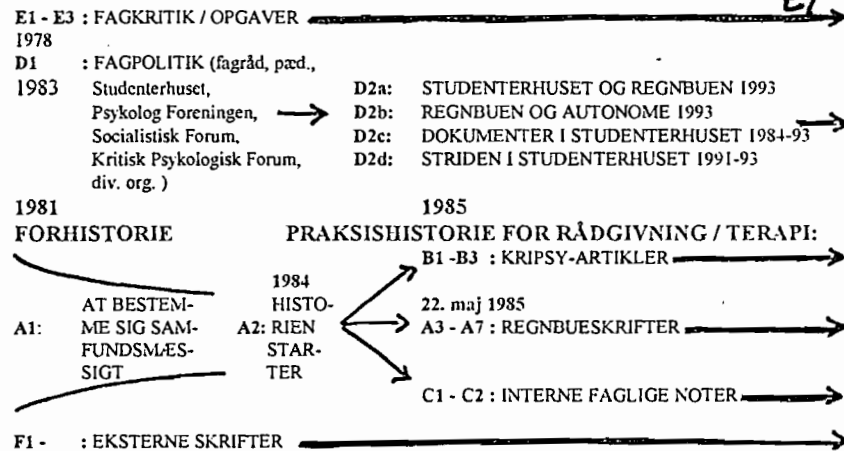 E1 - E3 : FAGKRITIK / OPGAVER
1978
D1 : FAGPOLITIK (fagråd, pæd.,
1983 Studenterhuset, D2a: STUDENTERHUSET OG REGNBUEN 1993
Psykolog Foreningen, D2b: REGNBUEN OG AUTONOME 1993
Socialistisk Forum, D2c: DOKUMENTER I STUDENTERHUSET 1984-93
Kritisk Psykologisk Forum, D2d: STRIDEN I STUDENTERHUSET 1991-93
div. org. )
1981 1985
FORHISTORIE PRAKSISHISTORIE FOR RÅDGIVNING / TERAPI:
B1 -B3 : KRIPSY-ARTIKLER
1984
AT BESTEM- HISTO- 22. maj 1985
A1: ME SIG SAM- A2: RIEN A3 - A7 : REGNBUESKRIFTER
FUNDSMÆS- STAR-
SIGT TER
C1 - C2 : INTERNE FAGLIGE NOTER
F1 - : EKSTERNE SKRIFTER